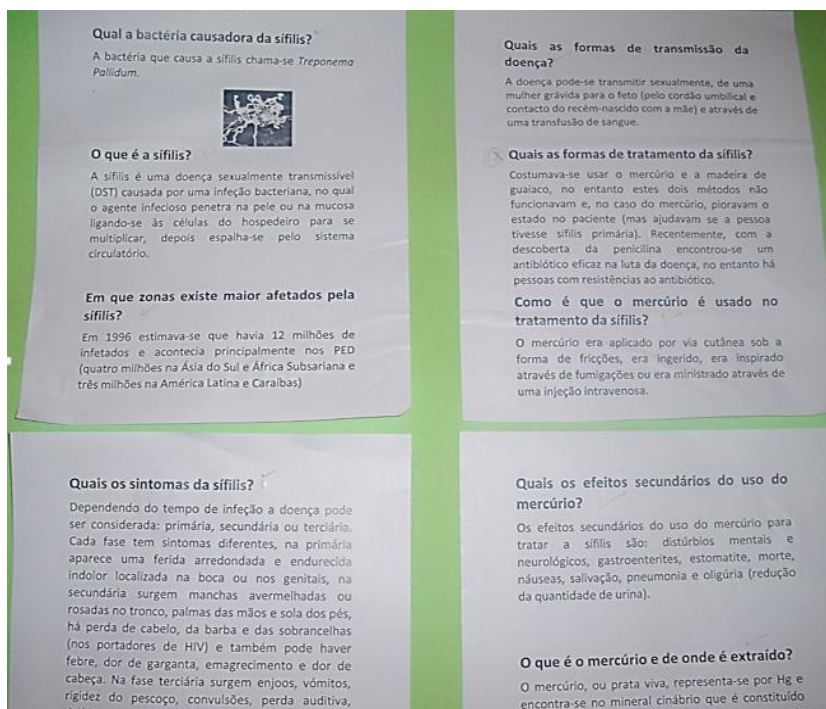 Qual a bactéria causadora da sífilis?
A bactéria que causa a sífilis chama-se Treponema
Pallidum.
O que é a sífilis?
A sífilis é uma doença sexualmente transmissível
(DST) causada por uma infeção bacteriana, no qual
o agente infecioso penetra na pele ou na mucosa
ligando-se às células do hospedeiro para se
multiplicar, depois espalha-se pelo sistema
circulatório.
Em que zonas existe maior afetados pela
sífilis?
Em 1996 estimava-se que havia 12 milhões de
infetados e acontecia principalmente nos PED
(quatro milhões na Ásia do Sul e África Subsariana e
três milhões na América Latina e Caraíbas)
Quais as formas de transmissão da
doença?
A doença pode-se transmitir sexualmente, de uma
mulher grávida para o feto (pelo cordão umbilical e
contacto do recém-nascido com a mãe) e através de
uma transfusão de sangue.
Quais as formas de tratamento da sífilis?
Costumava-se usar o mercúrio e a madeira de
guaiaco, no entanto estes dois métodos não
funcionavam e, no caso do mercúrio, pioravam o
estado no paciente (mas ajudavam se a pessoa
tivesse sífilis primária). Recentemente, com a
descoberta da penicilina encontrou-se um
antibiótico eficaz na luta da doença, no entanto há
pessoas com resistências ao antibiótico.
Como é que o mercúrio é usado no
tratamento da sífilis?
O mercúrio era aplicado por via cutânea sob a
forma de fricções, era ingerido, era inspirado
através de fumigações ou era ministrado através de
uma injeção intravenosa.
Quais os sintomas da sífilis?
Dependendo do tempo de infeção a doença pode
ser considerada: primária, secundária ou terciária.
Cada fase tem sintomas diferentes, na primária
aparece uma ferida arredondada e endurecida
indolor localizada na boca ou nos genitais, na
secundária surgem manchas avermelhadas ou
rosadas no tronco, palmas das mãos e sola dos pés,
há perda de cabelo, da barba e das sobrancelhas
(nos portadores de HIV) e também pode haver
febre, dor de garganta, emagrecimento e dor de
cabeça. Na fase terciária surgem enjoos, vómitos,
rigidez do pescoço, convulsões, perda auditiva,
Quais os efeitos secundários do uso do
mercúrio?
Os efeitos secundários do uso do mercúrio para
tratar a sífilis são: distúrbios mentais e
neurológicos, gastroenterites, estomatite, morte,
náuseas, salivação, pneumonia e oligúria (redução
da quantidade de urina).
O que é o mercúrio e de onde é extraído?
O mercúrio, ou prata viva, representa-se por Hg e
encontra-se no mineral cinábrio que é constituído